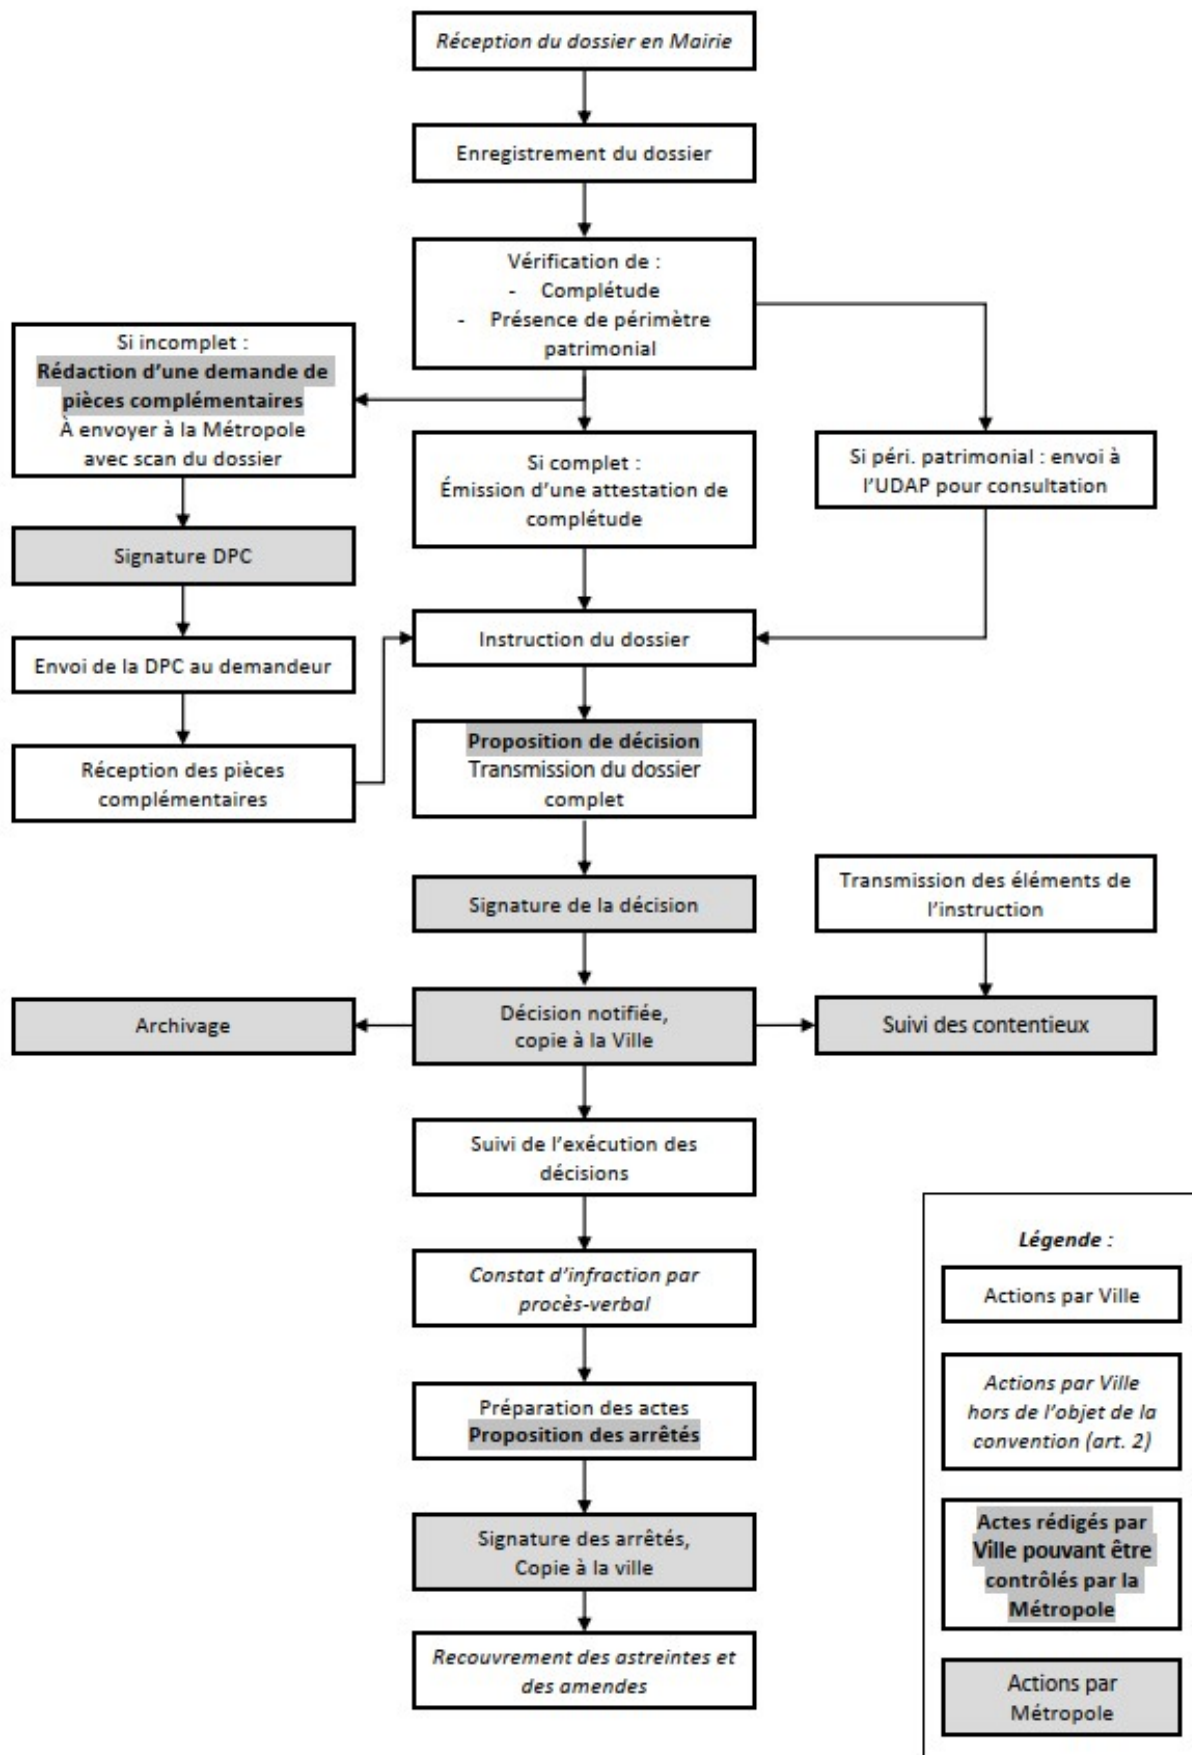 Réception du dossier en Mairie
Enregistrement du dossier
Vérification de :
- Complétude
- Présence de périmètre
patrimonial
Si incomplet :
Rédaction d'une demande de
pièces complémentaires
À envoyer à la Métropole
avec scan du dossier
Si complet :
Émission d'une attestation de
complétude
Si péri. patrimonial : envoi à
l'UDAP pour consultation
Signature DPC
Envoi de la DPC au demandeur
Réception des pièces
complémentaires
Instruction du dossier
Proposition de décision
Transmission du dossier
complet
Signature de la décision
Transmission des éléments de
l'instruction
Archivage
Décision notifiée,
copie à la Ville
Suivi des contentieux
Suivi de l'exécution des
décisions
Constat d'infraction par
procès-verbal
Préparation des actes
Proposition des arrêtés
Signature des arrêtés,
Copie à la ville
Recouvrement des astreintes et
des amendes
Légende :
Actions par Ville
Actions par Ville
hors de l'objet de la
convention (art. 2)
Actes rédigés par
Ville pouvant être
contrôlés par la
Métropole
Actions par
Métropole